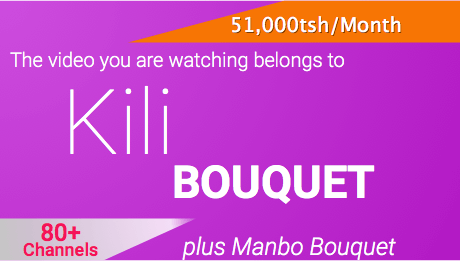 51,000tsh/Month
The video you are watching belongs to
Kili
BOUQUET
80+
Channels
plus Manbo Bouquet